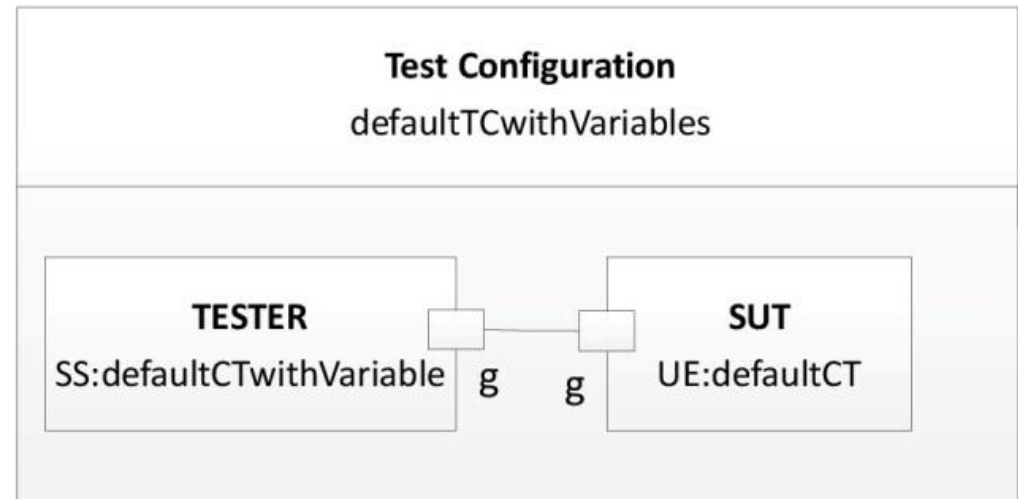 Test Configuration
defaultTCwithVariables
TESTER
SS:defaultCTwithVariable
g
g
SUT
UE:defaultCT